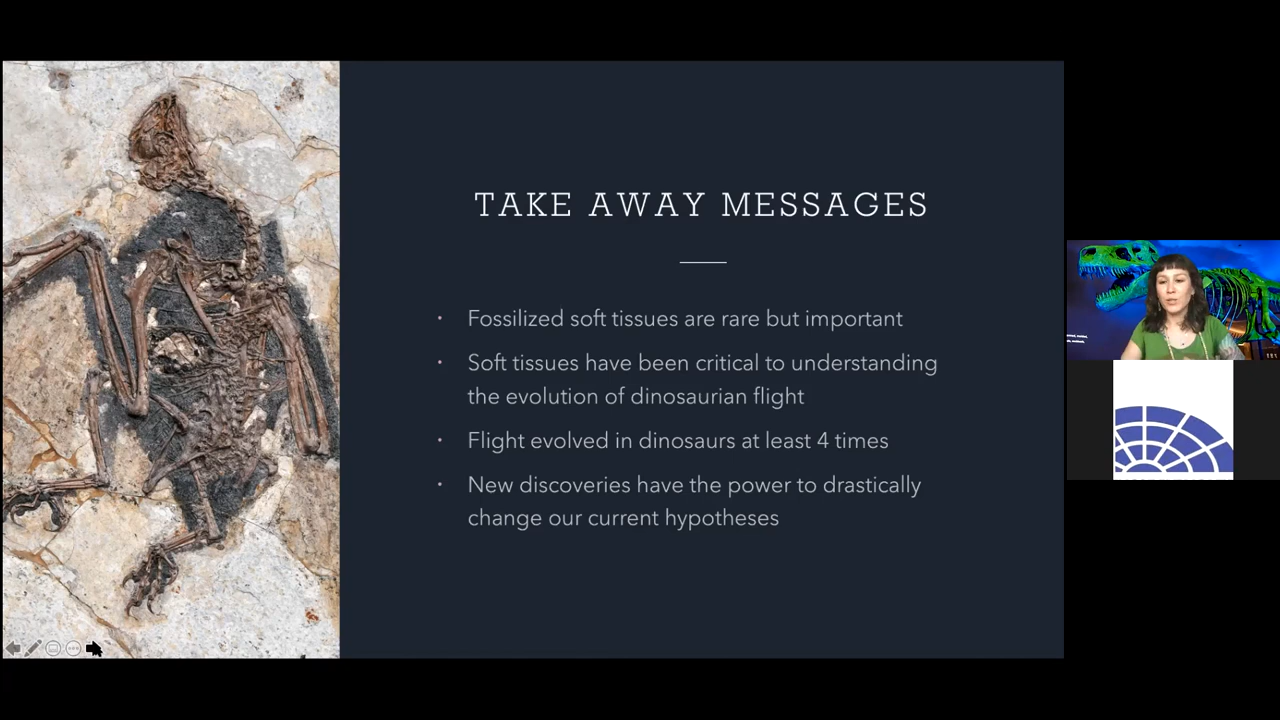 TAKE AWAY MESSAGES
· Fossilized soft tissues are rare but important
· Soft tissues have been critical to understanding
the evolution of dinosaurian flight
· Flight evolved in dinosaurs at least 4 times
· New discoveries have the power to drastically
change our current hypotheses